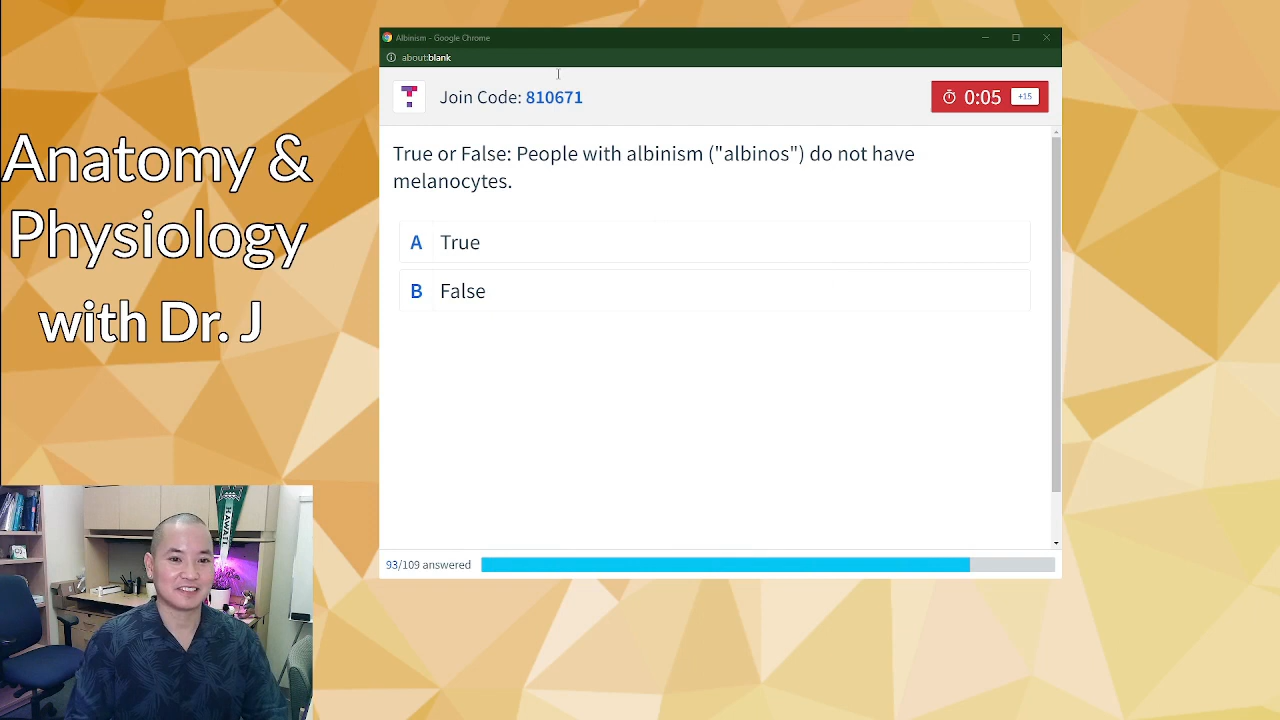 Anatomy &
Physiology
with Dr. J
Albinism - Google Chrome
about:blank
Join Code: 810671
0:05 +15
True or False: People with albinism ("albinos") do not have
melanocytes.
A True
B False
93/109 answered
HAWAII